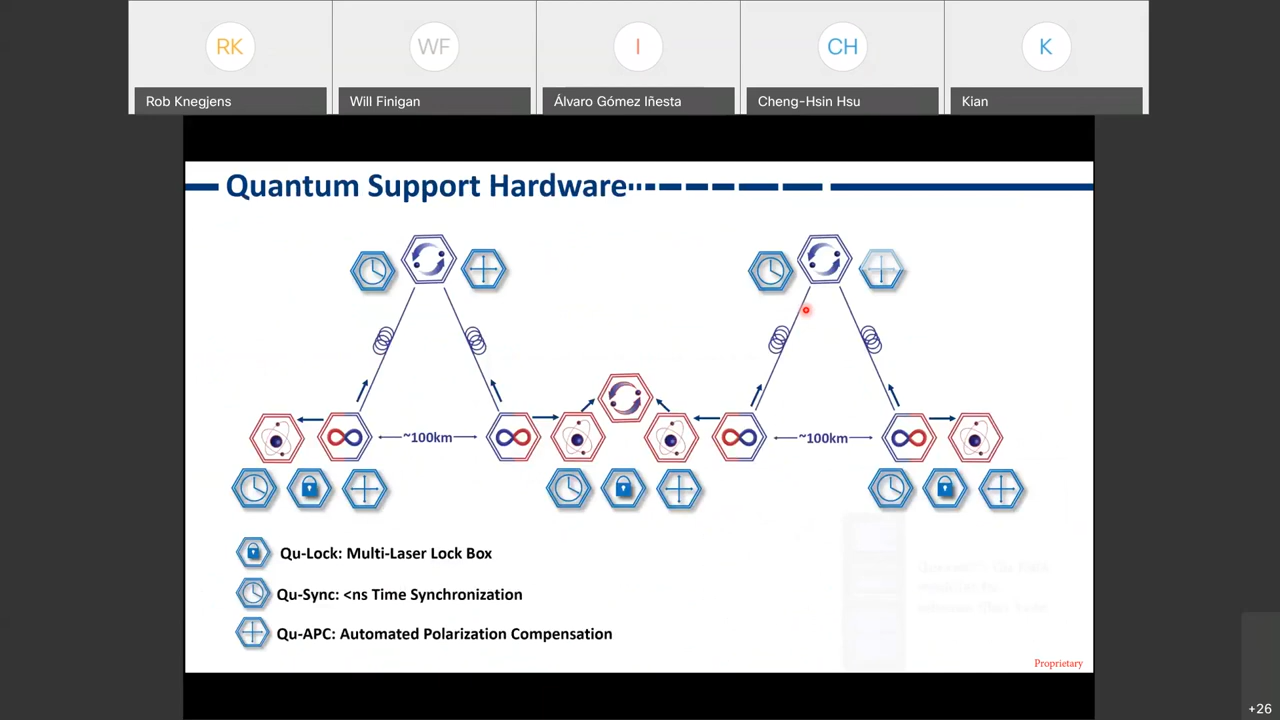 RK
WF
I
CH
K
Rob Knegjens
Will Finigan
Álvaro Gómez Iñesta
Cheng-Hsin Hsu
Kian
Quantum Support Hardware
~100km
~100km
Qu-Lock: Multi-Laser Lock Box
Qu-Sync: <ns Time Synchronization
Qu-APC: Automated Polarization Compensation
Proprietary
+26